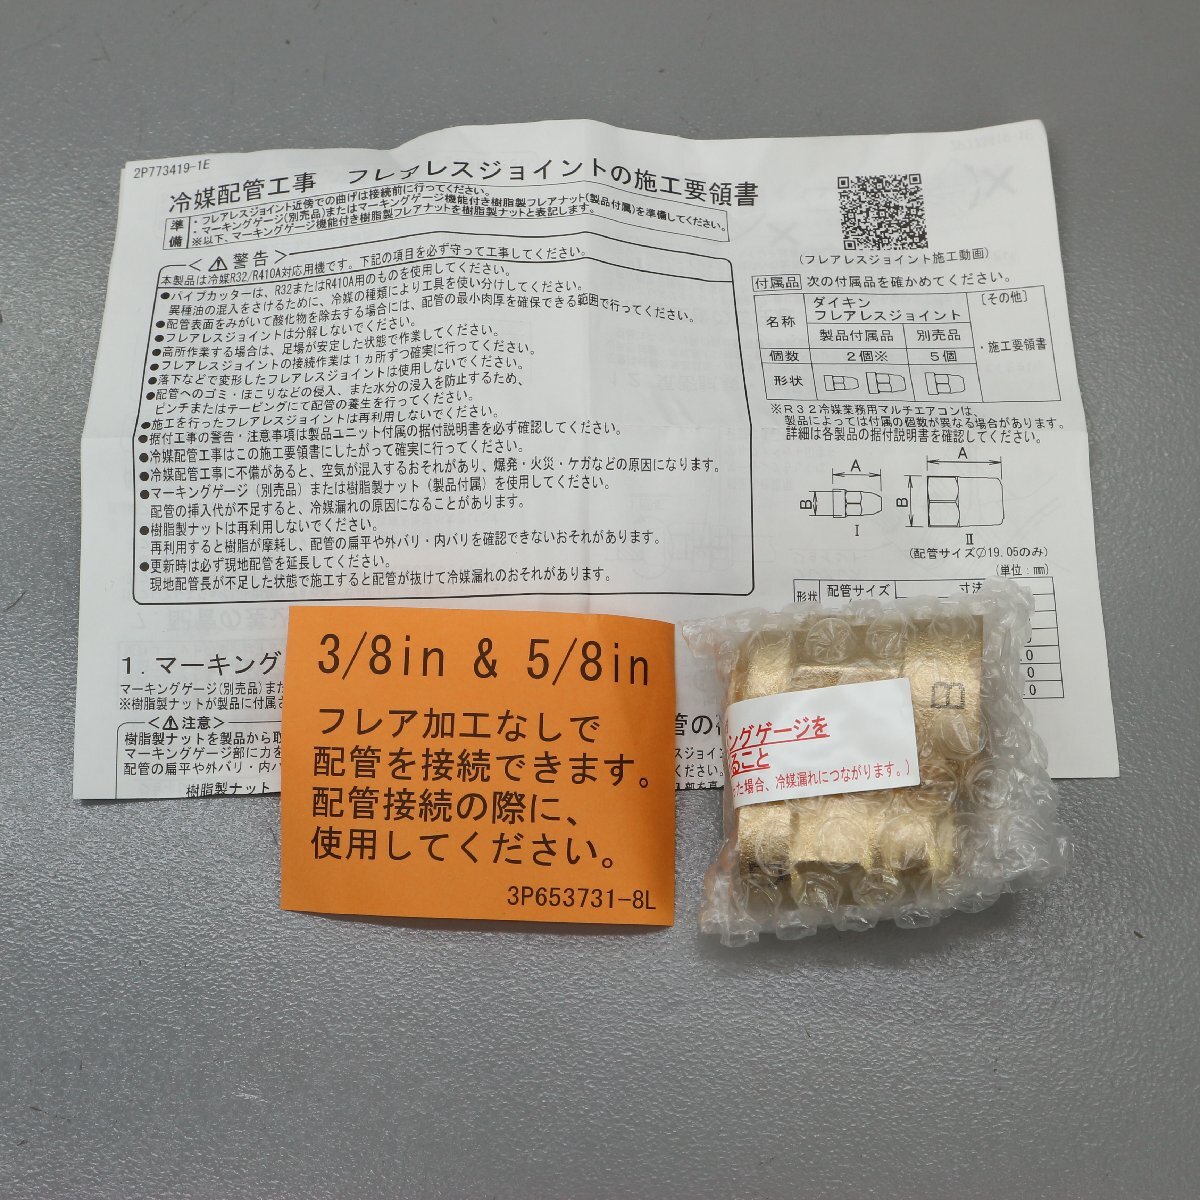 2P773419-1E
冷媒配管工事 フレアレスジョイントの施工要領書
準備
・フレアレスジョイント近傍での曲げは接続前に行ってください。
・マーキングゲージ(別売品)またはマーキングゲージ機能付き樹脂製フレアナット(製品付属)を準備してください。
※以下、マーキングゲージ機能付き樹脂製フレアナットを樹脂製ナットと表記します。
＜⚠警告＞
本製品は冷媒R32/R410A対応用機です。下記の項目を必ず守って工事してください。
●パイプカッターは、R32またはR410A用のものを使用してください。
異種油の混入をさけるために、冷媒の種類により工具を使い分けしてください。
●配管表面をみがいて酸化物を除去する場合には、配管の最小肉厚を確保できる範囲で行ってください。
●フレアレスジョイントは分解しないでください。
●高所作業する場合は、足場が安定した状態で作業してください。
●フレアレスジョイントの接続作業は1ヵ所ずつ確実に行ってください。
●落下などで変形したフレアレスジョイントは使用しないでください。
●配管へのゴミ・ほこりなどの侵入、また水分の浸入を防止するため、
ピンチまたはテーピングにて配管の養生を行ってください。
●施工を行ったフレアレスジョイントは再利用しないでください。
●据付工事の警告・注意事項は製品ユニット付属の据付説明書を必ず確認してください。
●冷媒配管工事はこの施工要領書にしたがって確実に行ってください。
●冷媒配管工事に不備があると、空気が混入するおそれがあり、爆発・火災・ケガなどの原因になります。
●マーキングゲージ(別売品)または樹脂製ナット(製品付属)を使用してください。
配管の挿入代が不足すると、冷媒漏れの原因になることがあります。
●樹脂製ナットは再利用しないでください。
再利用すると樹脂が摩耗し、配管の扁平や外バリ・内バリを確認できないおそれがあります。
●更新時は必ず現地配管を延長してください。
現地配管長が不足した状態で施工すると配管が抜けて冷媒漏れのおそれがあります。
1. マーキング
マーキングゲージ(別売品)また
※樹脂製ナットが製品に付属さ
＜⚠注意＞
樹脂製ナットを製品から取
マーキングゲージ部に力を
配管の扁平や外バリ・内バ
樹脂製ナット
(フレアレスジョイント施工動画)
付属品 次の付属品を確かめてください。
名称 ダイキン フレアレスジョイント [その他]
製品付属品 別売品
個数 2個※ 5個 ・施工要領書
形状
※R32冷媒業務用マルチエアコンは、
製品によっては付属の個数が異なる場合があります。
詳細は各製品の据付説明書を確認してください。
A A
B B
I II
(配管サイズ∅19.05のみ)
(単位:mm)
形状 配管サイズ
3/8in & 5/8in
フレア加工なしで
配管を接続できます。
配管接続の際に、
使用してください。
3P653731-8L
ングゲージを
ること
た場合、冷媒漏れにつながります。)
B